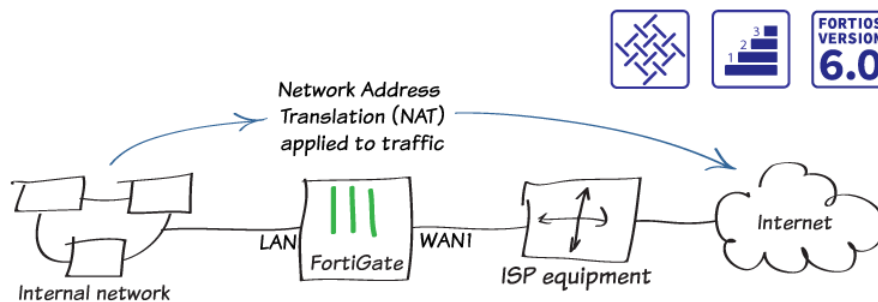 3
2
1
FORTIOS
VERSION
6.0
Network Address
Translation (NAT)
applied to traffic
LAN
FortiGate
WAN1
ISP equipment
Internet
Internal network